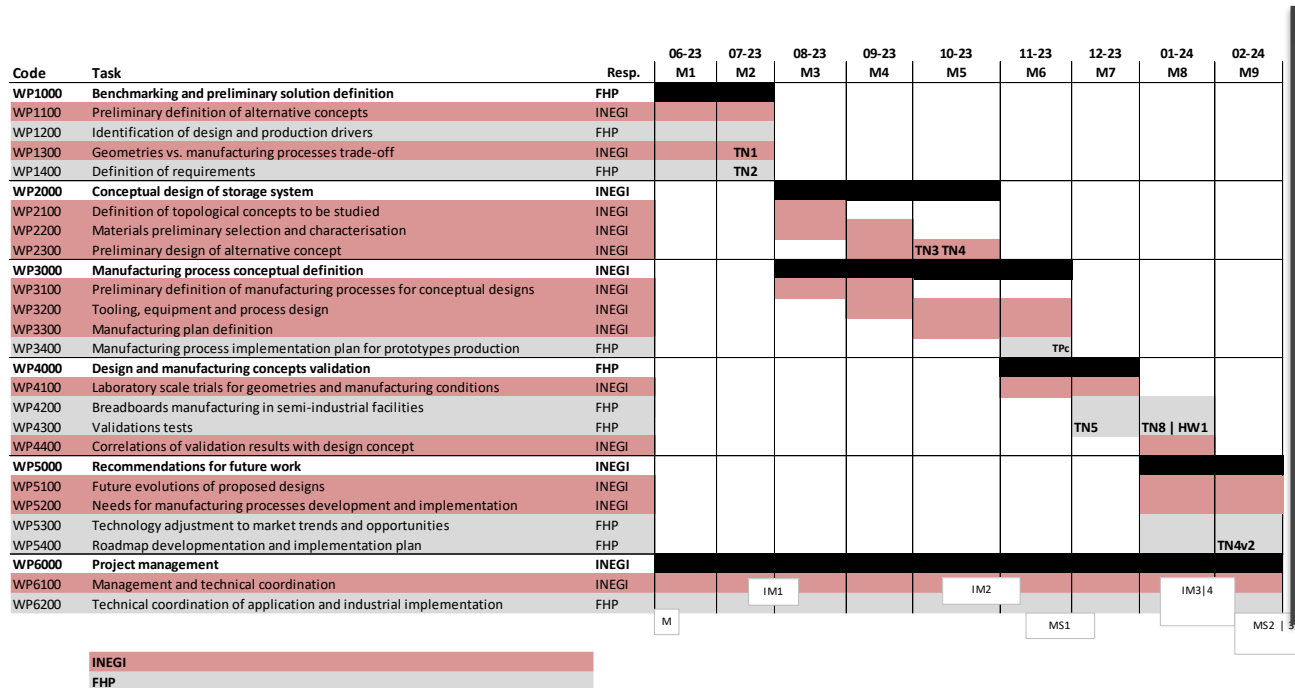 06-23 07-23 08-23 09-23 10-23 11-23 12-23 01-24 02-24
Code Task Resp. M1 M2 M3 M4 M5 M6 M7 M8 M9
WP1000 Benchmarking and preliminary solution definition FHP
WP1100 Preliminary definition of alternative concepts INEGI
WP1200 Identification of design and production drivers FHP
WP1300 Geometries vs. manufacturing processes trade-off INEGI TN1
WP1400 Definition of requirements FHP TN2
WP2000 Conceptual design of storage system INEGI
WP2100 Definition of topological concepts to be studied INEGI
WP2200 Materials preliminary selection and characterisation INEGI
WP2300 Preliminary design of alternative concept INEGI TN3 TN4
WP3000 Manufacturing process conceptual definition INEGI
WP3100 Preliminary definition of manufacturing processes for conceptual designs INEGI
WP3200 Tooling, equipment and process design INEGI
WP3300 Manufacturing plan definition INEGI
WP3400 Manufacturing process implementation plan for prototypes production FHP TPc
WP4000 Design and manufacturing concepts validation FHP
WP4100 Laboratory scale trials for geometries and manufacturing conditions INEGI
WP4200 Breadboards manufacturing in semi-industrial facilities FHP
WP4300 Validations tests FHP TN5 TN8 | HW1
WP4400 Correlations of validation results with design concept INEGI
WP5000 Recommendations for future work INEGI
WP5100 Future evolutions of proposed designs INEGI
WP5200 Needs for manufacturing processes development and implementation INEGI
WP5300 Technology adjustment to market trends and opportunities FHP
WP5400 Roadmap developmentation and implementation plan FHP TN4v2
WP6000 Project management INEGI
WP6100 Management and technical coordination INEGI
IM1 IM2 IM3|4
WP6200 Technical coordination of application and industrial implementation FHP
M MS1 MS2 | 3
INEGI
FHP